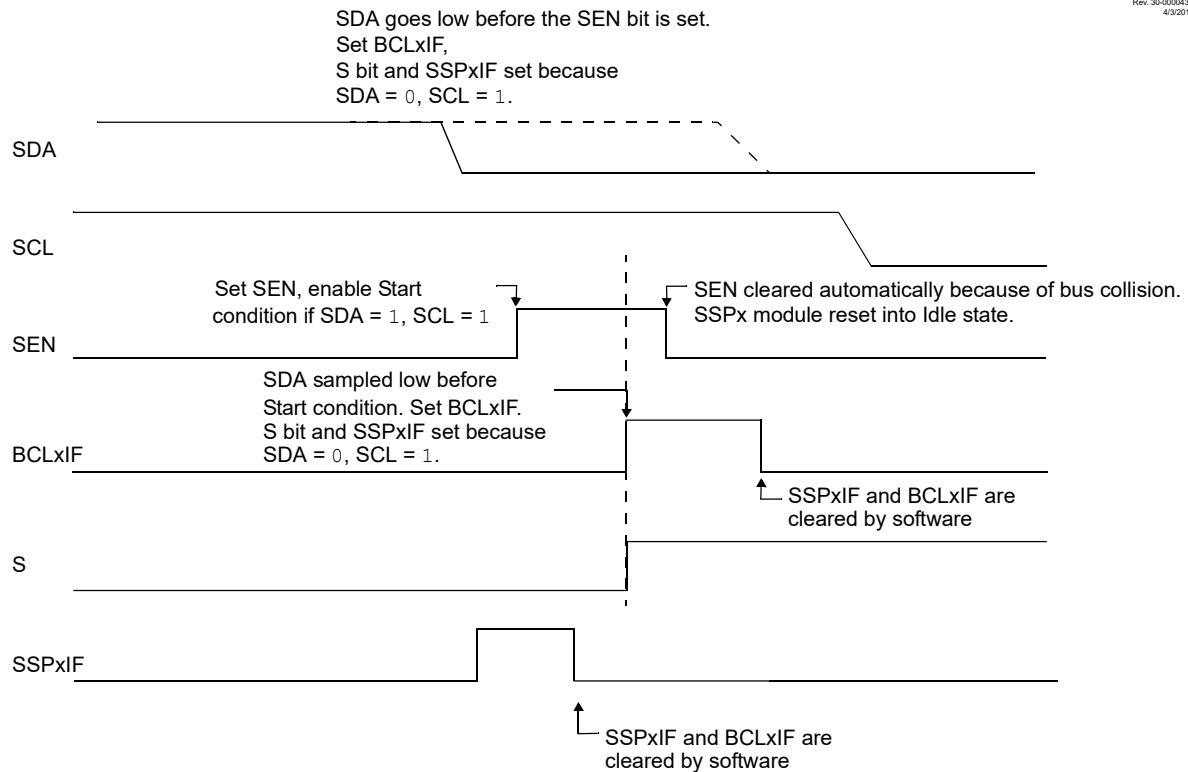 Rev. 30-000043
4/3/201
SDA goes low before the SEN bit is set.
Set BCLxIF,
S bit and SSPxIF set because
SDA = 0, SCL = 1.
SDA
SCL
Set SEN, enable Start
condition if SDA = 1, SCL = 1
SEN cleared automatically because of bus collision.
SSPx module reset into Idle state.
SEN
SDA sampled low before
Start condition. Set BCLxIF.
S bit and SSPxIF set because
SDA = 0, SCL = 1.
BCLxIF
SSPxIF and BCLxIF are
cleared by software
S
SSPxIF
SSPxIF and BCLxIF are
cleared by software